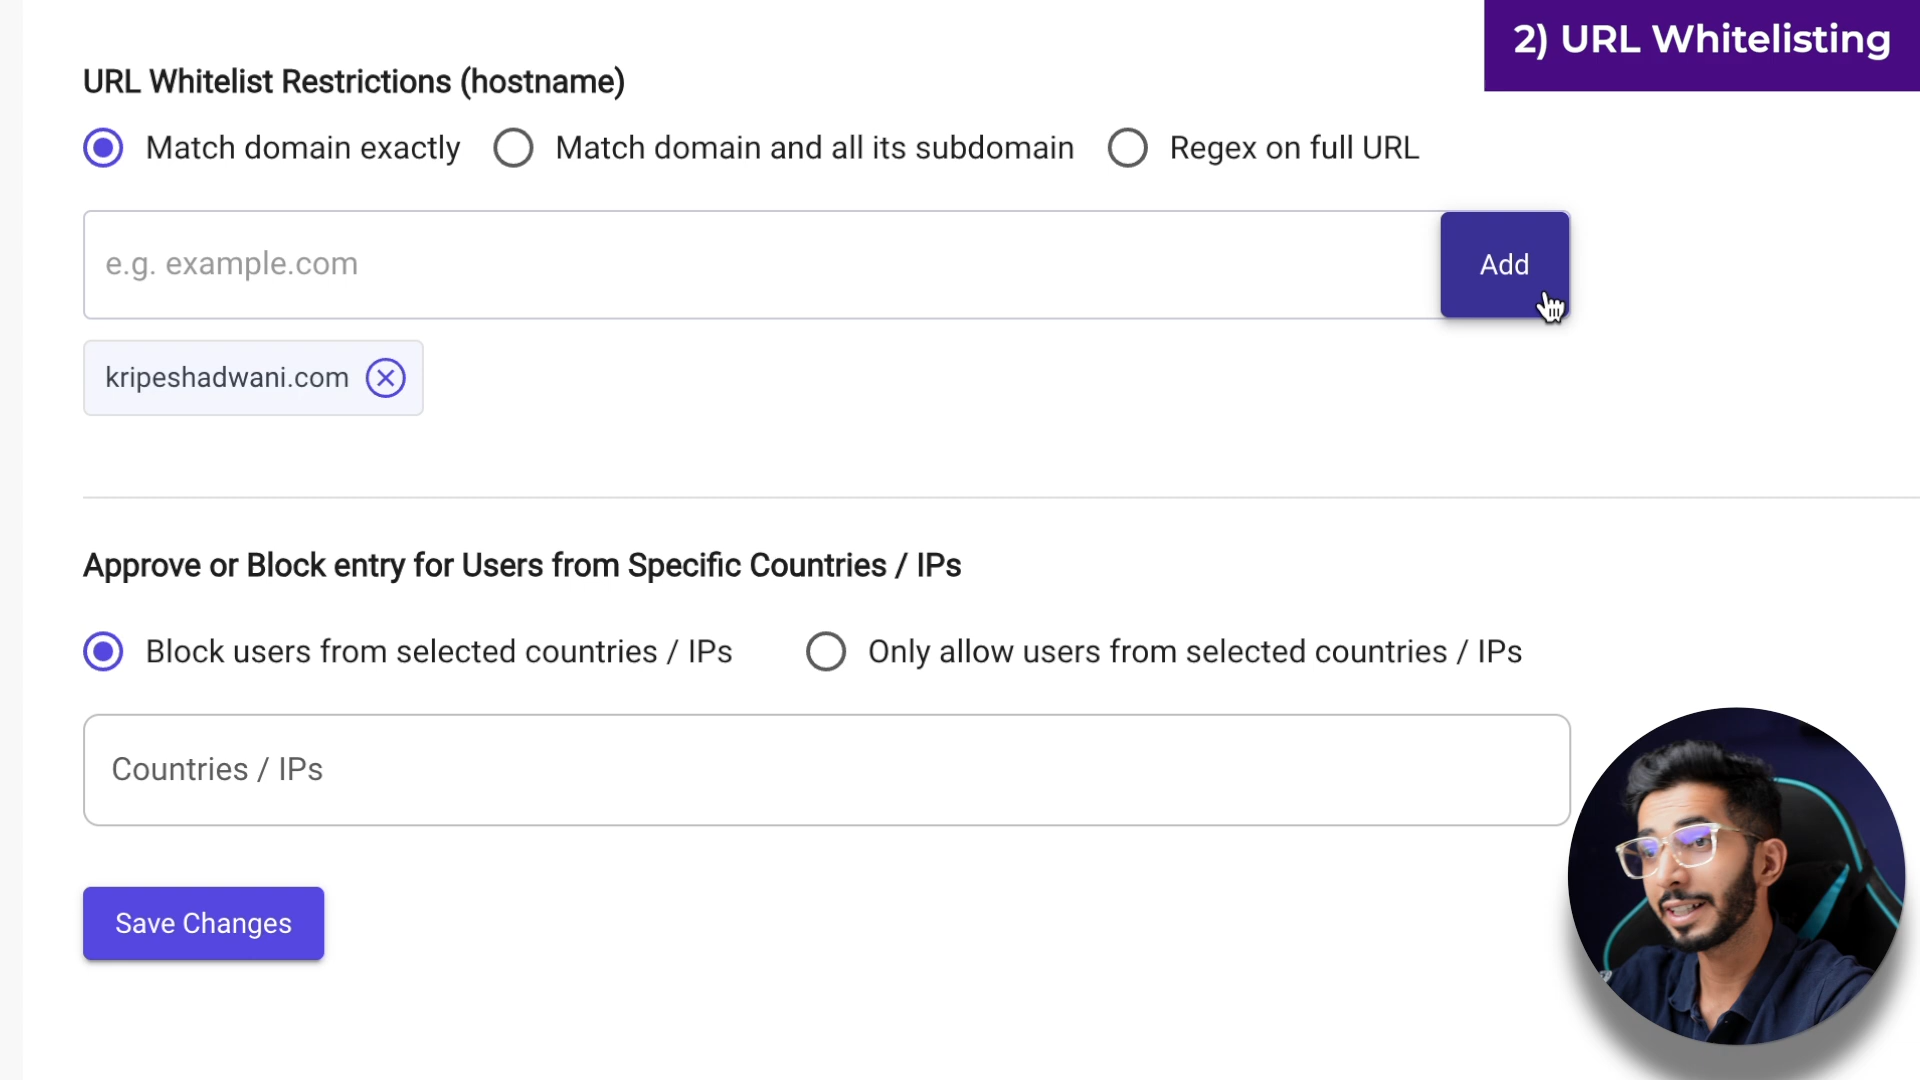 2) URL Whitelisting
URL Whitelist Restrictions (hostname)
Match domain exactly Match domain and all its subdomain Regex on full URL
e.g. example.com Add
kripeshadwani.com
Approve or Block entry for Users from Specific Countries / IPs
Block users from selected countries / IPs Only allow users from selected countries / IPs
Countries / IPs
Save Changes